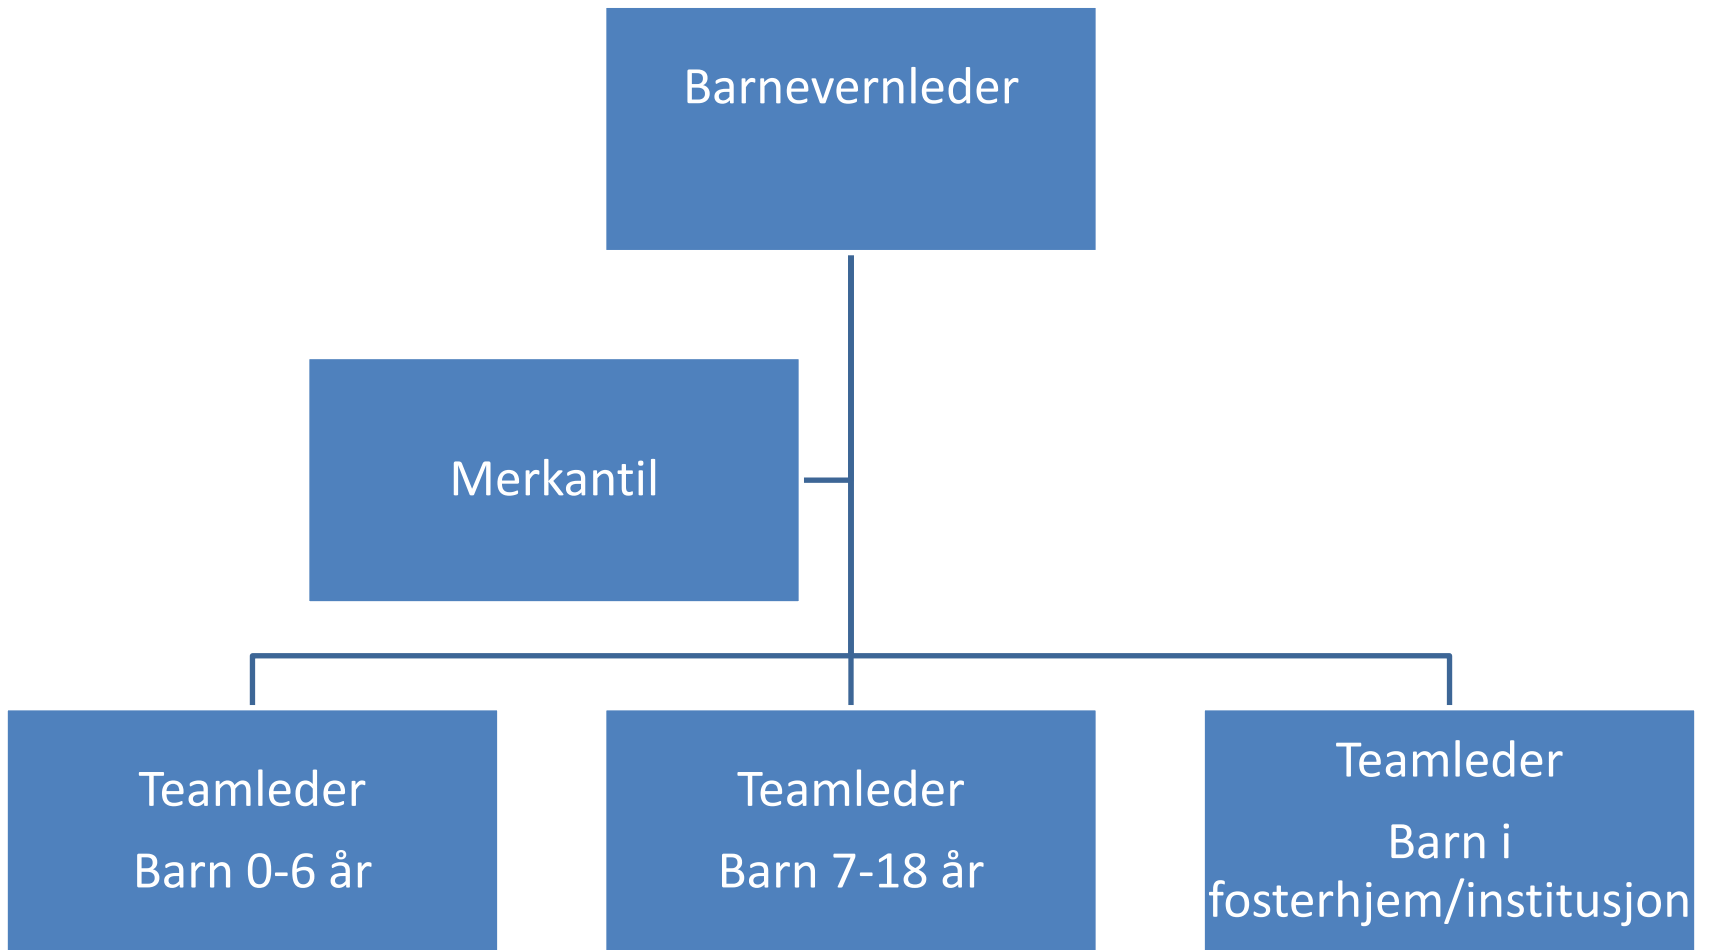 Barnevernleder
Merkantil
Teamleder
Barn 0-6 år
Teamleder
Barn 7-18 år
Teamleder
Barn i
fosterhjem/institusjon